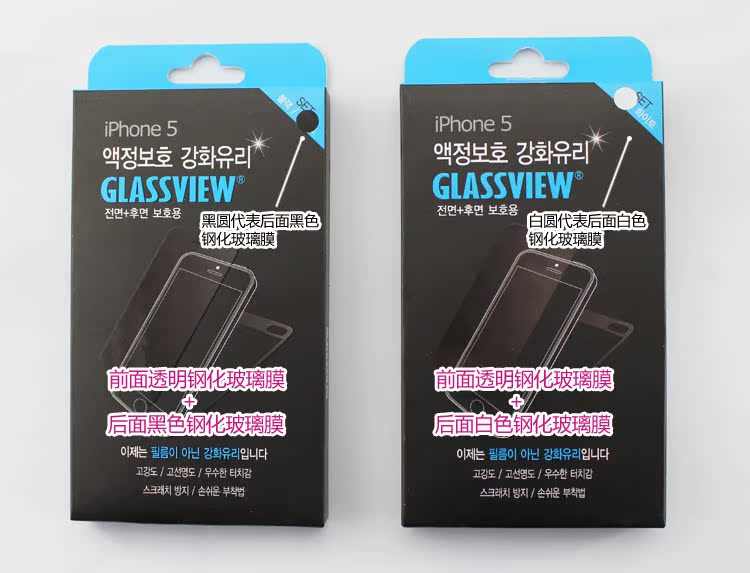 SET
블랙
iPhone 5
액정보호 강화유리
GLASSVIEW®
전면+후면 보호용
黑圆代表后面黑色
钢化玻璃膜
前面透明钢化玻璃膜
+
后面黑色钢化玻璃膜
이제는 필름이 아닌 강화유리입니다
고강도 / 고선명도 / 우수한 터치감
스크래치 방지 / 손쉬운 부착법
SET
화이트
iPhone 5
액정보호 강화유리
GLASSVIEW®
전면+후면 보호용
白圆代表后面白色
钢化玻璃膜
前面透明钢化玻璃膜
+
后面白色钢化玻璃膜
이제는 필름이 아닌 강화유리입니다
고강도 / 고선명도 / 우수한 터치감
스크래치 방지 / 손쉬운 부착법